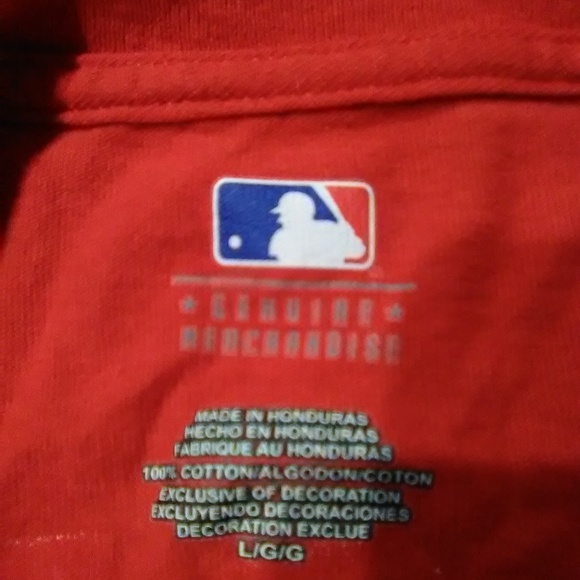 ★ GENUINE ★
MERCHANDISE
MADE IN HONDURAS
HECHO EN HONDURAS
FABRIQUE AU HONDURAS
100% COTTON/ALGODON/COTON
EXCLUSIVE OF DECORATION
EXCLUYENDO DECORACIONES
DECORATION EXCLUE
L/G/G